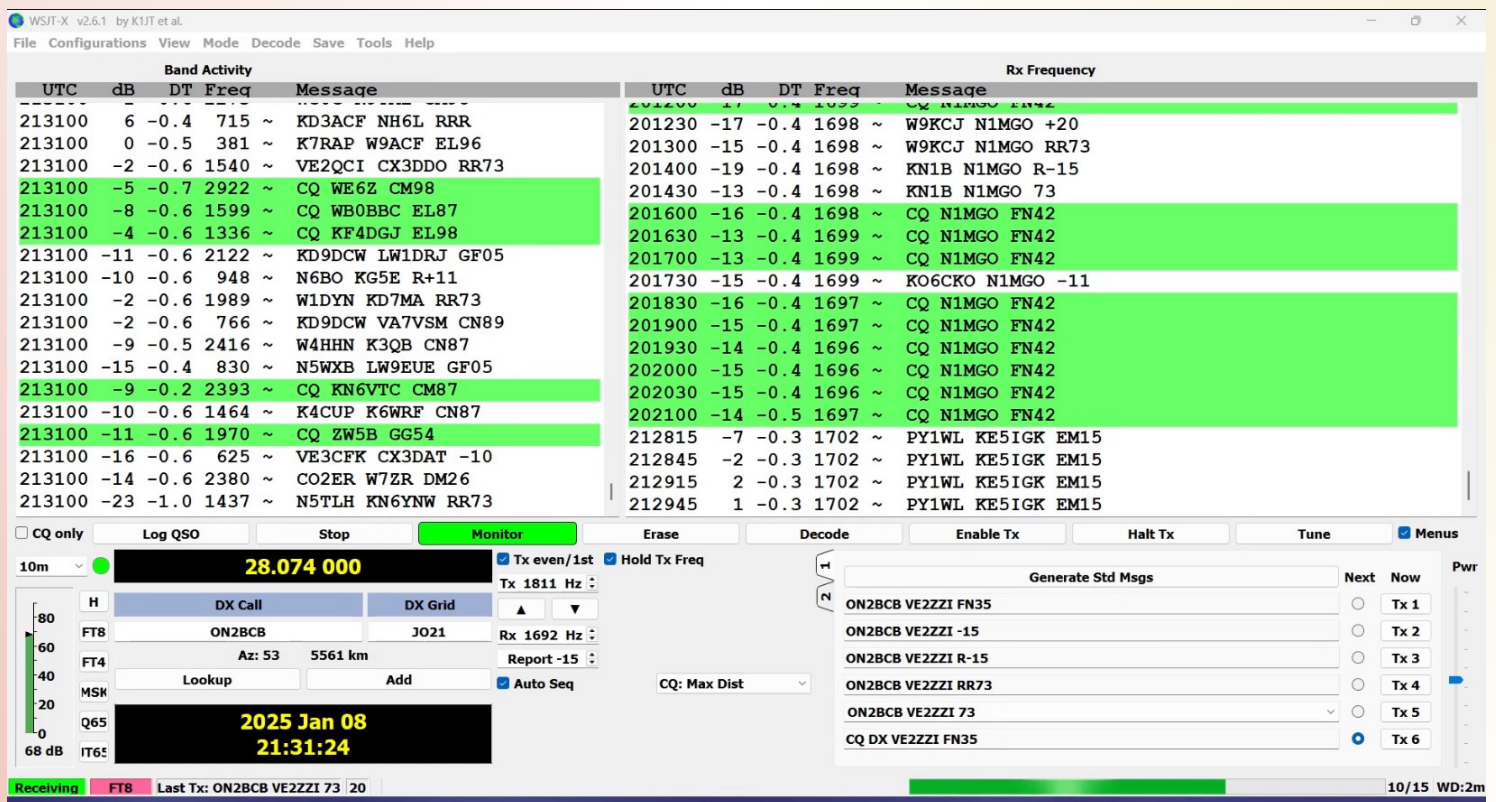 WSJT-X v2.6.1 by K1JT et al.
File Configurations View Mode Decode Save Tools Help
Band Activity
UTC dB DT Freq Message
213100 6 -0.4 715 ~ KD3ACF NH6L RRR
213100 0 -0.5 381 ~ K7RAP W9ACF EL96
213100 -2 -0.6 1540 ~ VE2QCI CX3DDO RR73
213100 -5 -0.7 2922 ~ CQ WE6Z CM98
213100 -8 -0.6 1599 ~ CQ WB0BBC EL87
213100 -4 -0.6 1336 ~ CQ KF4DGJ EL98
213100 -11 -0.6 2122 ~ KD9DCW LW1DRJ GF05
213100 -10 -0.6 948 ~ N6BO KG5E R+11
213100 -2 -0.6 1989 ~ W1DYN KD7MA RR73
213100 -2 -0.6 766 ~ KD9DCW VA7VSM CN89
213100 -9 -0.5 2416 ~ W4HHN K3QB CN87
213100 -15 -0.4 830 ~ N5WXB LW9EUE GF05
213100 -9 -0.2 2393 ~ CQ KN6VTC CM87
213100 -10 -0.6 1464 ~ K4CUP K6WRF CN87
213100 -11 -0.6 1970 ~ CQ ZW5B GG54
213100 -16 -0.6 625 ~ VE3CFK CX3DAT -10
213100 -14 -0.6 2380 ~ CO2ER W7ZR DM26
213100 -23 -1.0 1437 ~ N5TLH KN6YNW RR73
Rx Frequency
UTC dB DT Freq Message
201200 -17 -0.4 1699 ~ CQ N1MGO FN42
201230 -17 -0.4 1698 ~ W9KCJ N1MGO +20
201300 -15 -0.4 1698 ~ W9KCJ N1MGO RR73
201400 -19 -0.4 1698 ~ KN1B N1MGO R-15
201430 -13 -0.4 1698 ~ KN1B N1MGO 73
201600 -16 -0.4 1698 ~ CQ N1MGO FN42
201630 -13 -0.4 1699 ~ CQ N1MGO FN42
201700 -13 -0.4 1699 ~ CQ N1MGO FN42
201730 -15 -0.4 1699 ~ KO6CKO N1MGO -11
201830 -16 -0.4 1697 ~ CQ N1MGO FN42
201900 -15 -0.4 1697 ~ CQ N1MGO FN42
201930 -14 -0.4 1696 ~ CQ N1MGO FN42
202000 -15 -0.4 1696 ~ CQ N1MGO FN42
202030 -15 -0.4 1696 ~ CQ N1MGO FN42
202100 -14 -0.5 1697 ~ CQ N1MGO FN42
212815 -7 -0.3 1702 ~ PY1WL KE5IGK EM15
212845 -2 -0.3 1702 ~ PY1WL KE5IGK EM15
212915 2 -0.3 1702 ~ PY1WL KE5IGK EM15
212945 1 -0.3 1702 ~ PY1WL KE5IGK EM15
CQ only Log QSO Stop Monitor Erase Decode Enable Tx Halt Tx Tune Menus
10m
28.074 000
Tx even/1st Hold Tx Freq
Tx 1811 Hz
H
FT8
FT4
MSK
Q65
DX Call DX Grid
ON2BCB JO21
Az: 53 5561 km
Lookup Add
Rx 1692 Hz
Report -15
Auto Seq CQ: Max Dist
80
60
40
20
0
68 dB
2025 Jan 08
21:31:24
1
2
Generate Std Msgs Next Now Pwr
ON2BCB VE2ZZI FN35 Tx 1
ON2BCB VE2ZZI -15 Tx 2
ON2BCB VE2ZZI R-15 Tx 3
ON2BCB VE2ZZI RR73 Tx 4
ON2BCB VE2ZZI 73 Tx 5
CQ DX VE2ZZI FN35 Tx 6
Receiving FT8 Last Tx: ON2BCB VE2ZZI 73 20 10/15 WD:2m